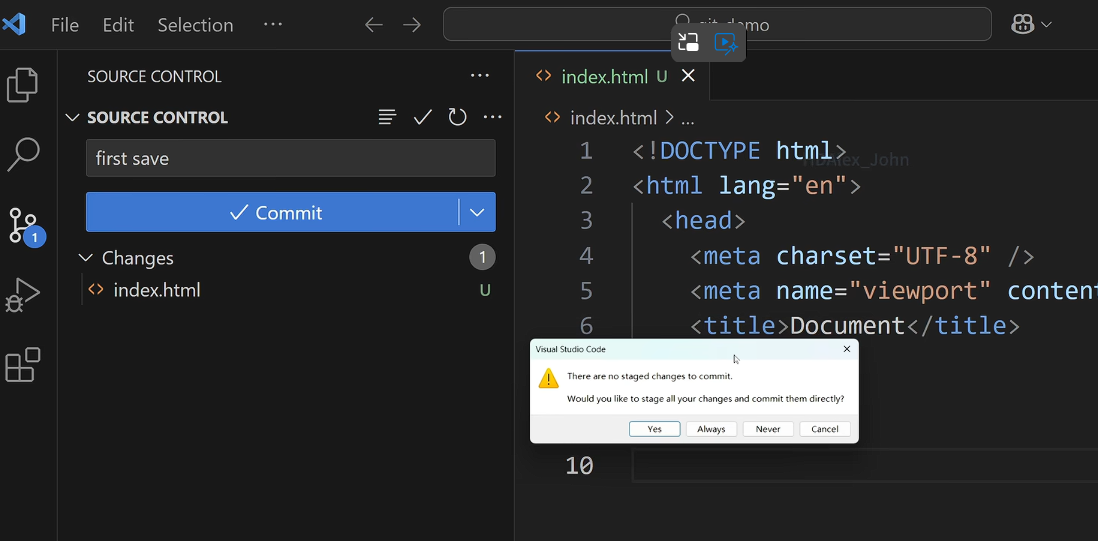 File Edit Selection ...
git demo
SOURCE CONTROL ...
SOURCE CONTROL ...
first save
Commit
Changes 1
index.html U
1
index.html U
index.html > ...
1 <!DOCTYPE html>
Alex_John
2 <html lang="en">
3 <head>
4 <meta charset="UTF-8" />
5 <meta name="viewport" content
6 <title>Document</title>
Visual Studio Code
There are no staged changes to commit.
Would you like to stage all your changes and commit them directly?
Yes Always Never Cancel
10